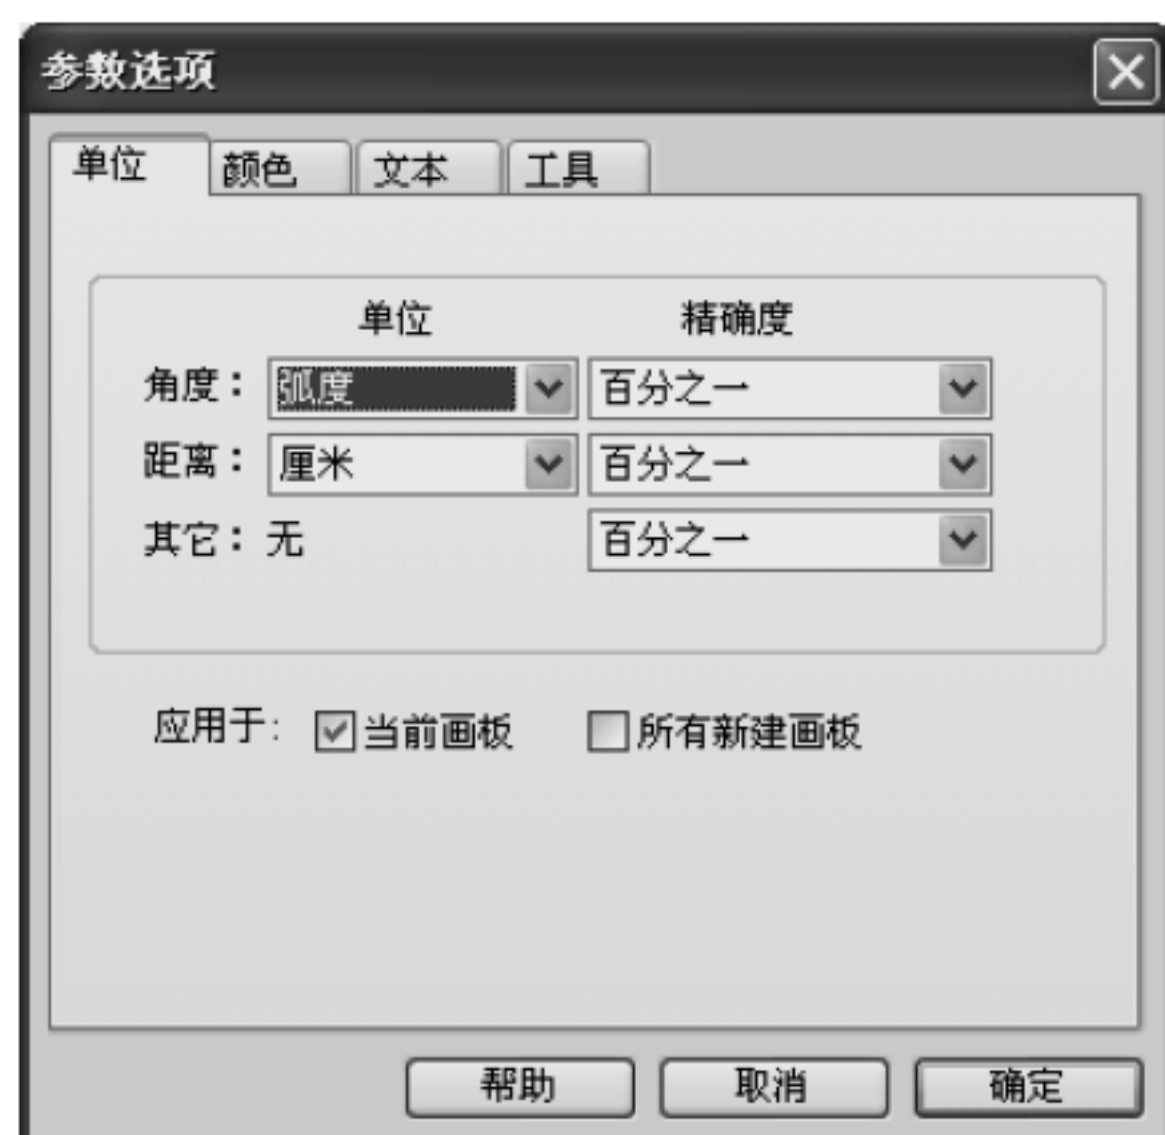 参数选项
单位 颜色 文本 工具
单位 精确度
角度： 弧度 百分之一
距离： 厘米 百分之一
其它： 无 百分之一
应用于： 当前画板 所有新建画板
帮助 取消 确定